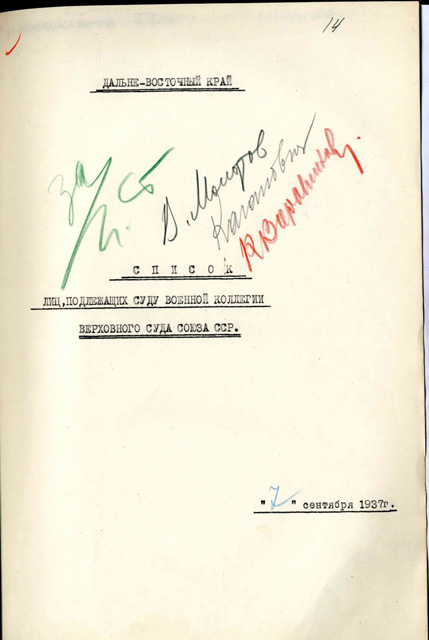 14
ДАЛЬНЕ-ВОСТОЧНЫЙ КРАЙ
за
И. Ст
В. Молотов
Каганович
К Ворошилов.
С П И С О К
ЛИЦ, ПОДЛЕЖАЩИХ СУДУ ВОЕННОЙ КОЛЛЕГИИ
ВЕРХОВНОГО СУДА СОЮЗА ССР.
"7" сентября 1937г.